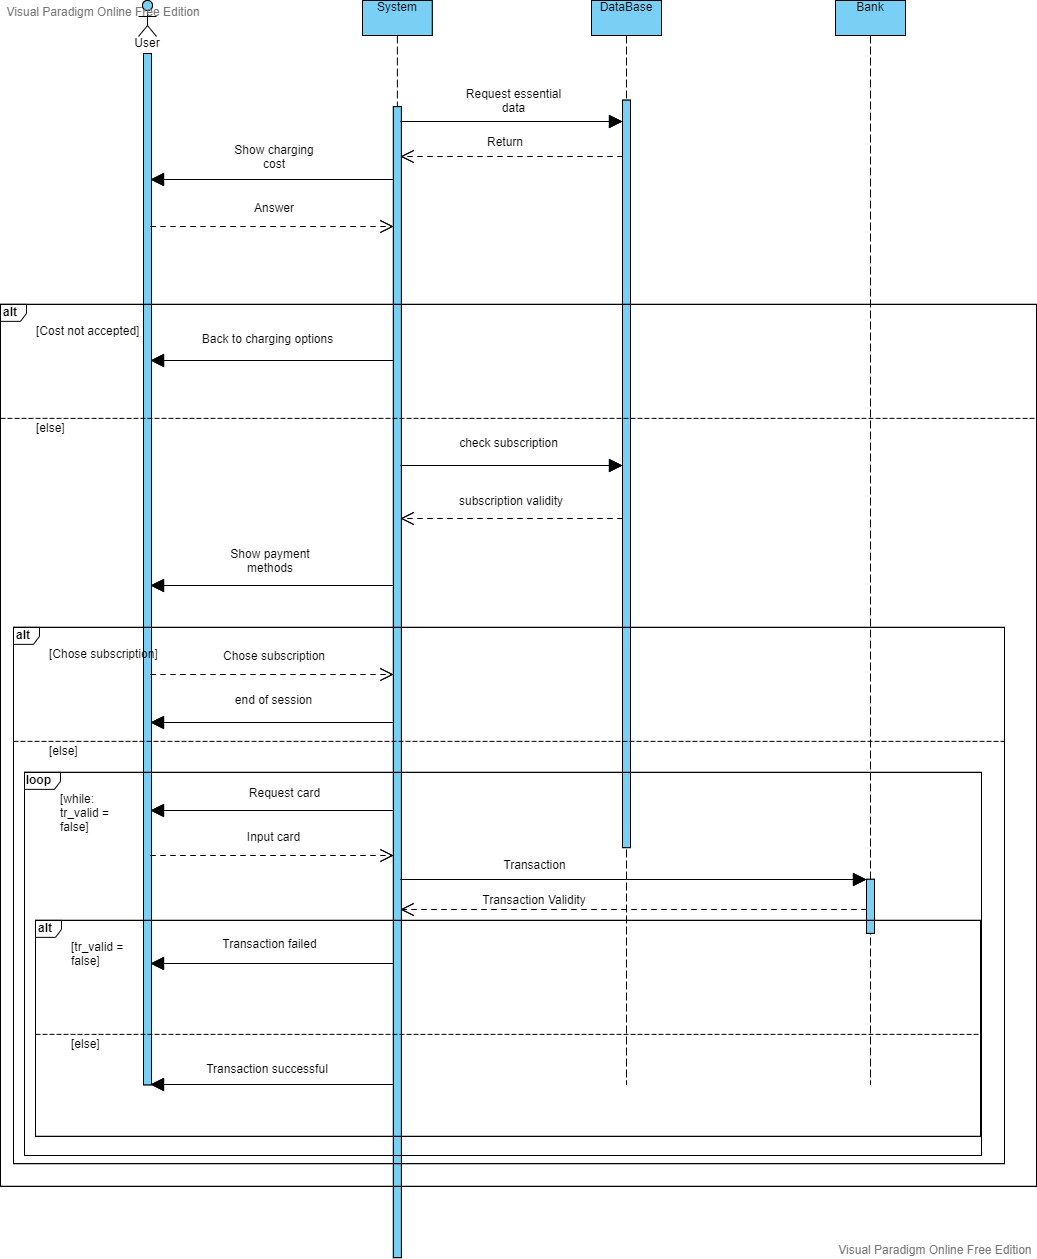 Visual Paradigm Online Free Edition
System
DataBase
Bank
User
Request essential
data
Return
Show charging
cost
Answer
alt
[Cost not accepted]
Back to charging options
[else]
check subscription
subscription validity
Show payment
methods
alt
[Chose subscription]
Chose subscription
end of session
[else]
loop
[while:
tr_valid =
false]
Request card
Input card
Transaction
Transaction Validity
alt
[tr_valid =
false]
Transaction failed
[else]
Transaction successful
Visual Paradigm Online Free Edition